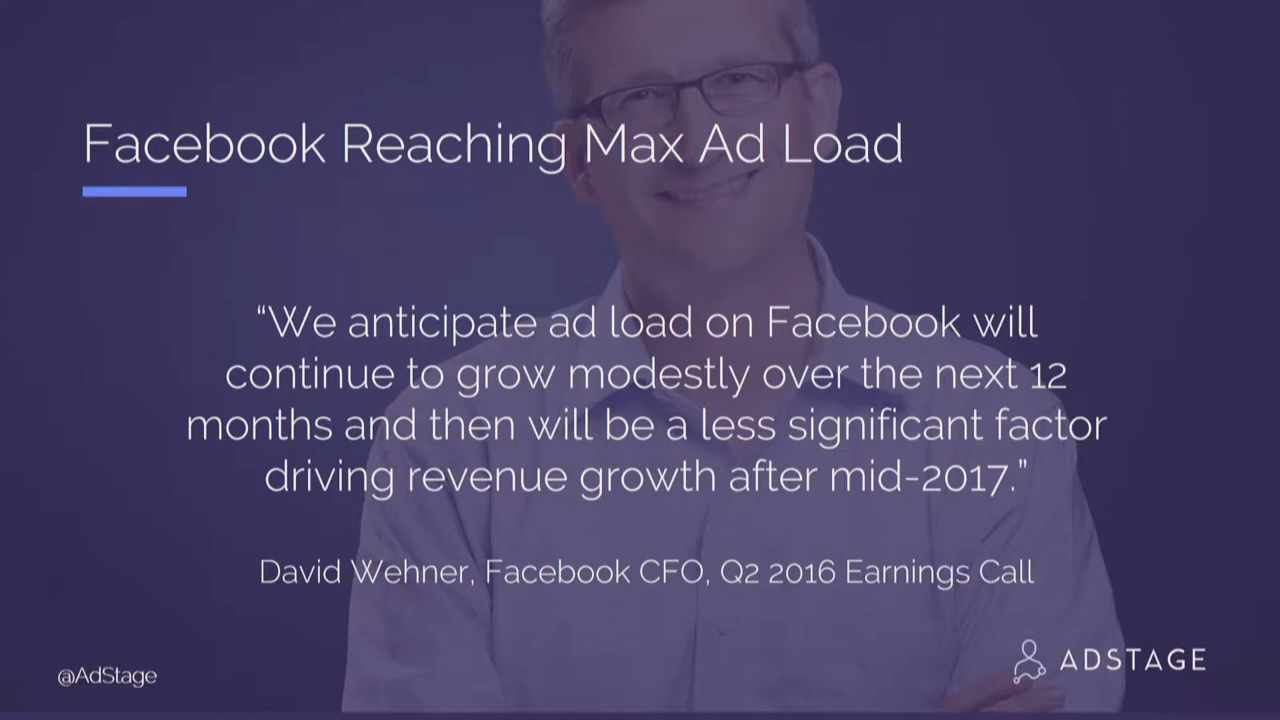 Facebook Reaching Max Ad Load
“We anticipate ad load on Facebook will
continue to grow modestly over the next 12
months and then will be a less significant factor
driving revenue growth after mid-2017.”
David Wehner, Facebook CFO, Q2 2016 Earnings Call
@AdStage
ADSTAGE